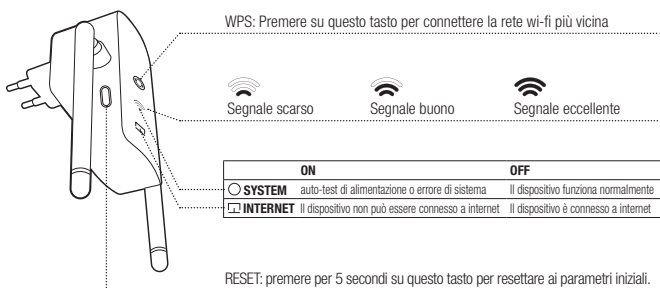 WPS: Premere su questo tasto per connettere la rete wi-fi più vicina
Segnale scarso Segnale buono Segnale eccellente
ON OFF
SYSTEM auto-test di alimentazione o errore di sistema Il dispositivo funziona normalmente
INTERNET Il dispositivo non può essere connesso a internet Il dispositivo è connesso a internet
RESET: premere per 5 secondi su questo tasto per resettare ai parametri iniziali.